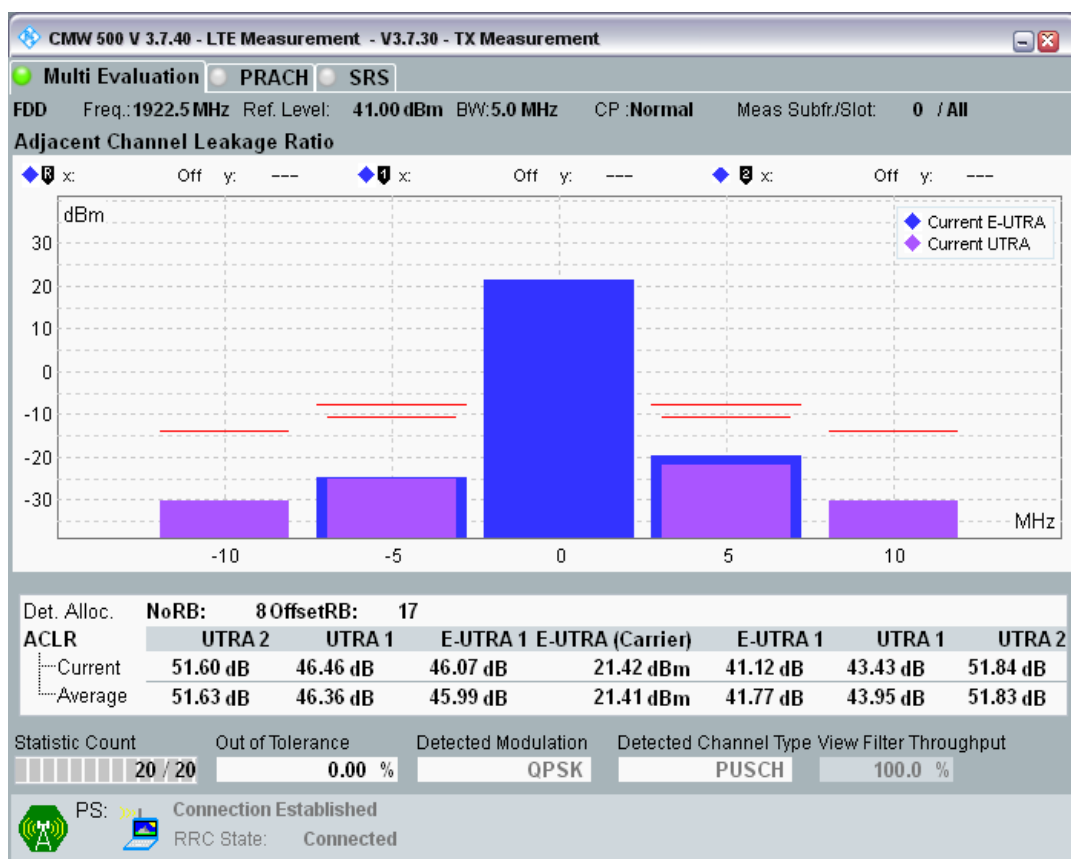 CMW 500 V 3.7.40 - LTE Measurement - V3.7.30 - TX Measurement
Multi Evaluation PRACH SRS
FDD Freq.: 1922.5 MHz Ref. Level: 41.00 dBm BW: 5.0 MHz CP : Normal Meas Subfr./Slot: 0 / All
Adjacent Channel Leakage Ratio
R x: Off y: --- 1 x: Off y: --- 2 x: Off y: ---
dBm
Current E-UTRA
Current UTRA
30
20
10
0
-10
-20
-30
MHz
-10 -5 0 5 10
Det. Alloc. NoRB: 8 OffsetRB: 17
ACLR UTRA 2 UTRA 1 E-UTRA 1 E-UTRA (Carrier) E-UTRA 1 UTRA 1 UTRA 2
Current 51.60 dB 46.46 dB 46.07 dB 21.42 dBm 41.12 dB 43.43 dB 51.84 dB
Average 51.63 dB 46.36 dB 45.99 dB 21.41 dBm 41.77 dB 43.95 dB 51.83 dB
Statistic Count Out of Tolerance Detected Modulation Detected Channel Type View Filter Throughput
20 / 20 0.00 % QPSK PUSCH 100.0 %
PS: Connection Established
RRC State: Connected